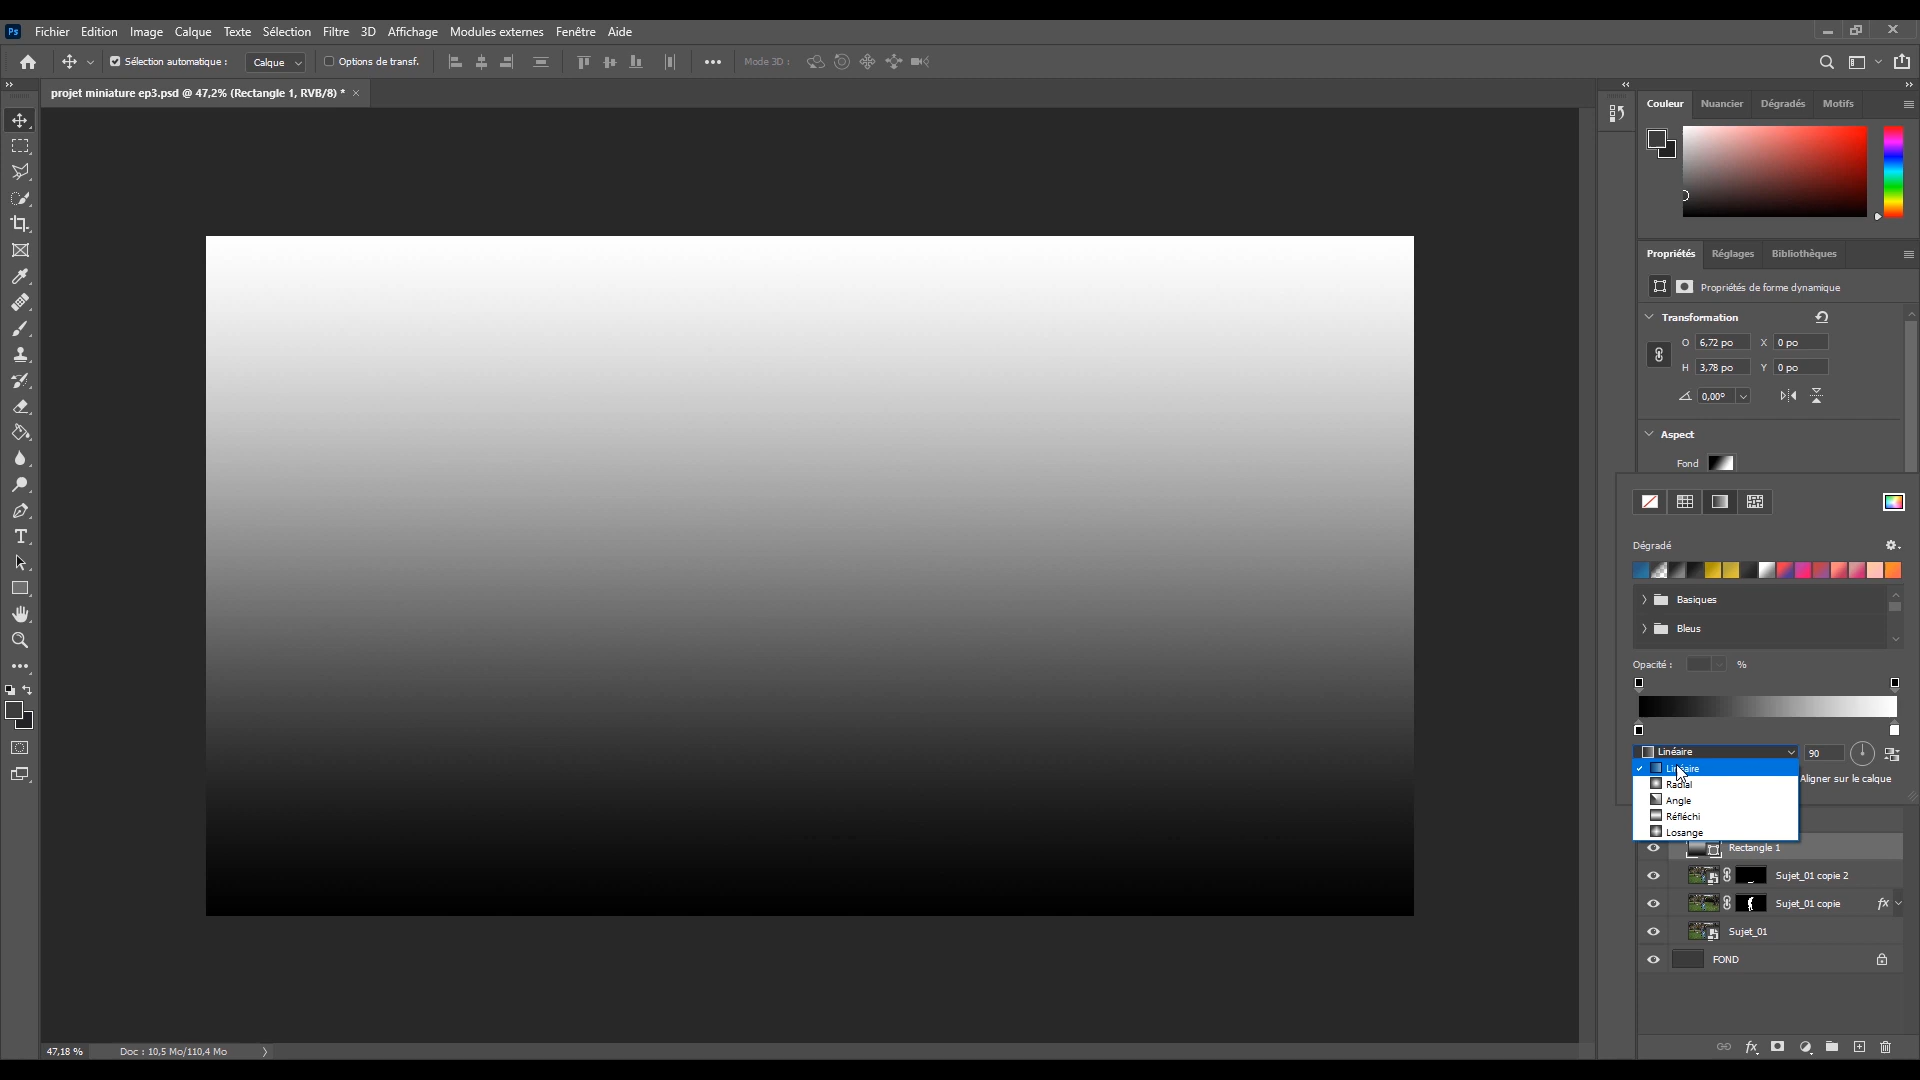 Ps Fichier Edition Image Calque Texte Sélection Filtre 3D Affichage Modules externes Fenêtre Aide
Sélection automatique : Calque Options de transf. Mode 3D :
projet miniature ep3.psd @ 47,2% (Rectangle 1, RVB/8) *
Couleur Nuancier Dégradés Motifs
Propriétés Réglages Bibliothèques
Propriétés de forme dynamique
Transformation
O 6,72 po X 0 po
H 3,78 po Y 0 po
0,00°
Aspect
Fond
Dégradé
Basiques
Bleus
Opacité : %
Linéaire 90
Linéaire
Aligner sur le calque
Radial
Angle
Réfléchi
Losange
Rectangle 1
Sujet_01 copie 2
Sujet_01 copie fx
Sujet_01
FOND
47,18 % Doc : 10,5 Mo/110,4 Mo
fx